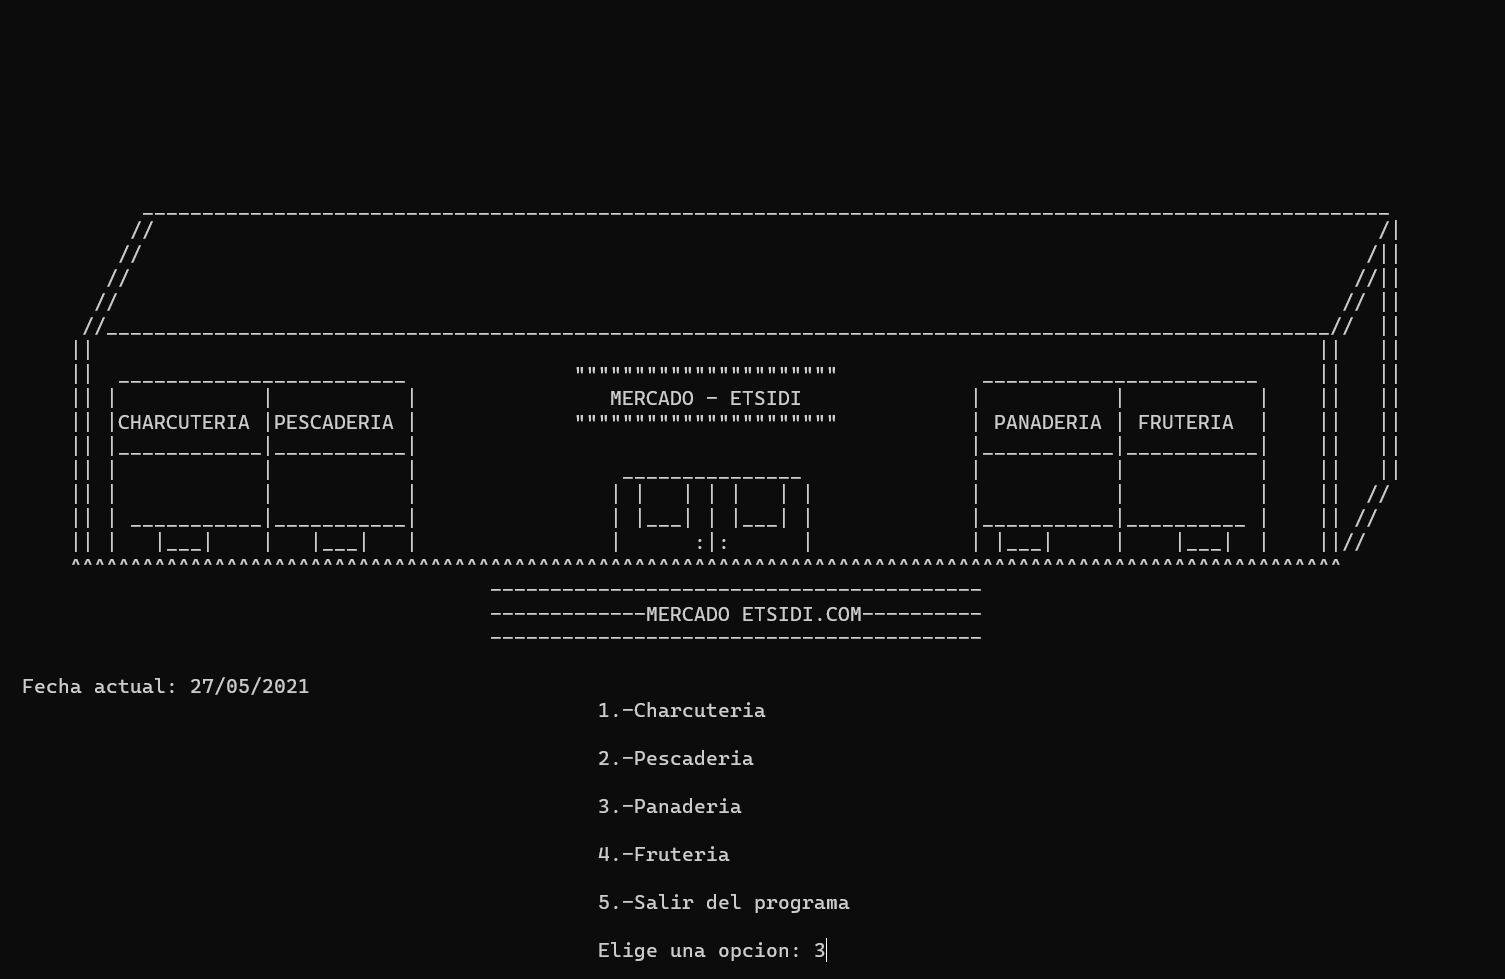 MERCADO - ETSIDI
CHARCUTERIA PESCADERIA PANADERIA FRUTERIA
-------------MERCADO ETSIDI.COM----------
Fecha actual: 27/05/2021
1.-Charcuteria
2.-Pescaderia
3.-Panaderia
4.-Fruteria
5.-Salir del programa
Elige una opcion: 3